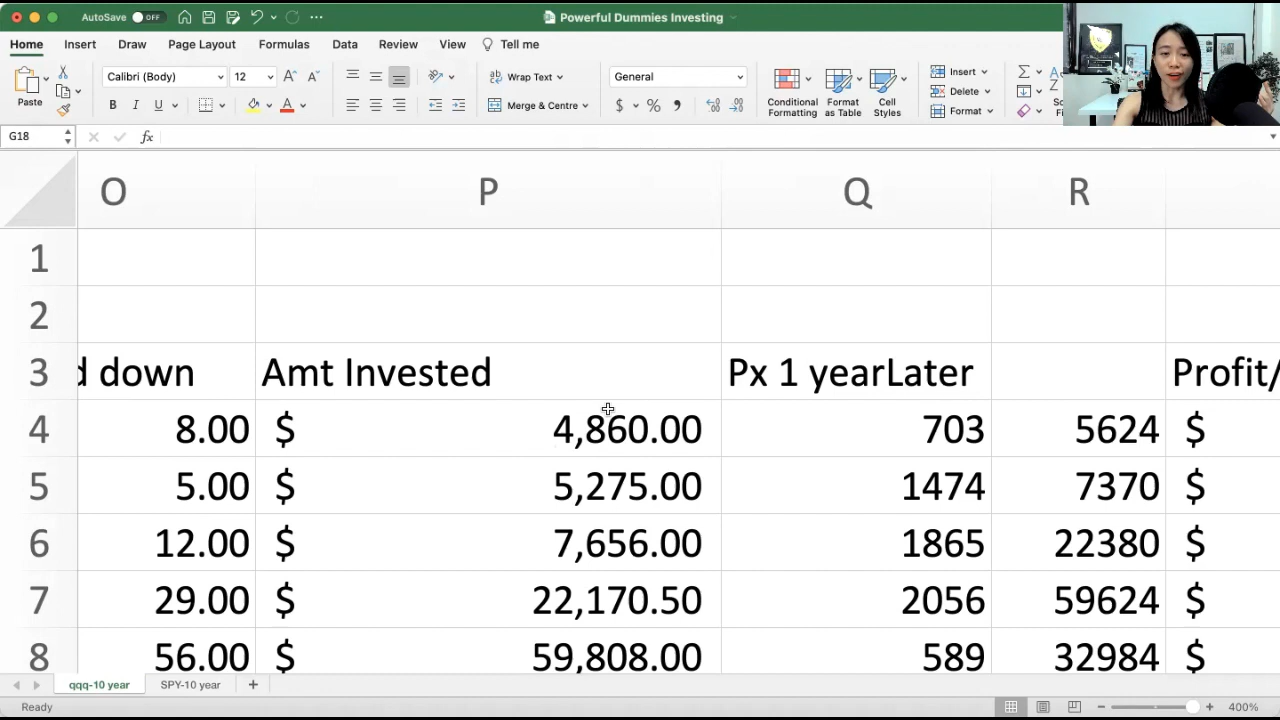 AutoSave OFF Powerful Dummies Investing
Home Insert Draw Page Layout Formulas Data Review View Tell me
Paste Calibri (Body) 12 Wrap Text General Conditional Formatting Format as Table Cell Styles Insert
Delete
B I U Merge & Centre $ % Format
G18 fx
O P Q R
1
2
3 d down Amt Invested Px 1 yearLater Profit/
4 8.00 $ 4,860.00 703 5624 $
5 5.00 $ 5,275.00 1474 7370 $
6 12.00 $ 7,656.00 1865 22380 $
7 29.00 $ 22,170.50 2056 59624 $
8 56.00 $ 59,808.00 589 32984 $
qqq-10 year SPY-10 year
Ready 400%